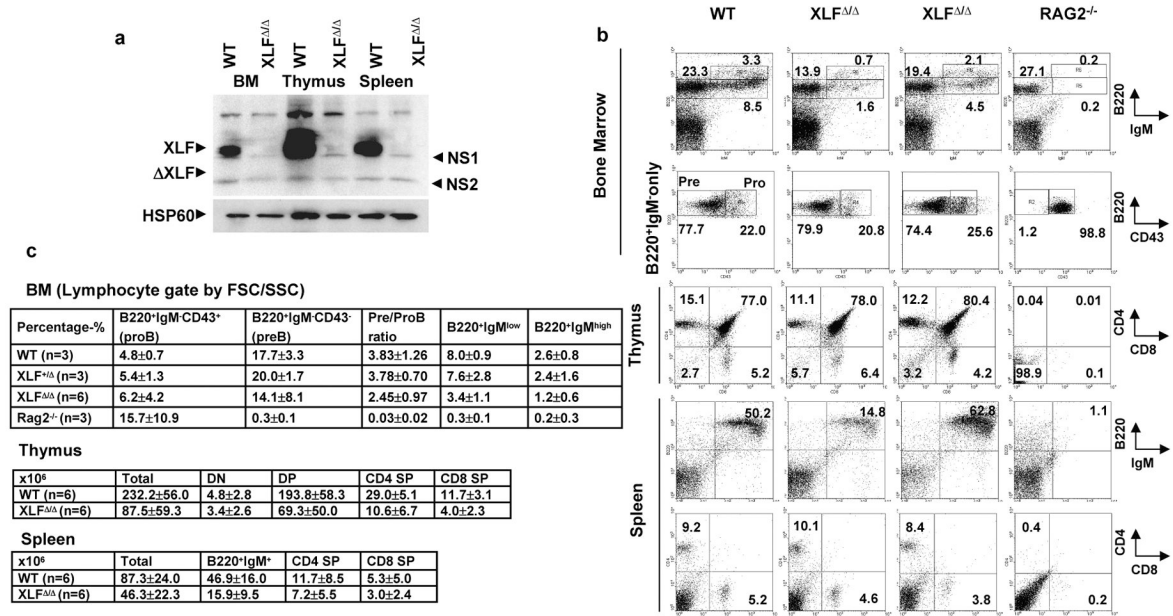 a
WT
XLFΔ/Δ
WT
XLFΔ/Δ
WT
XLFΔ/Δ
BM Thymus Spleen
XLF
ΔXLF
HSP60
NS1
NS2
b
WT XLFΔ/Δ XLFΔ/Δ RAG2-/-
Bone Marrow
23.3 3.3 8.5
13.9 0.7 1.6
19.4 2.1 4.5
27.1 0.2 0.2
B220
IgM
B220+IgM-only
Pre Pro
77.7 22.0
79.9 20.8
74.4 25.6
1.2 98.8
B220
CD43
Thymus
15.1 77.0
2.7 5.2
11.1 78.0
5.7 6.4
12.2 80.4
3.2 4.2
0.04 0.01
98.9 0.1
CD4
CD8
Spleen
50.2
14.8
62.8
1.1
B220
IgM
9.2
5.2
10.1
4.6
8.4
3.8
0.4
0.2
CD4
CD8
c
BM (Lymphocyte gate by FSC/SSC)
Percentage-% B220+IgM-CD43+ (proB) B220+IgM-CD43- (preB) Pre/ProB ratio B220+IgMlow B220+IgMhigh
WT (n=3) 4.8±0.7 17.7±3.3 3.83±1.26 8.0±0.9 2.6±0.8
XLF+/Δ (n=3) 5.4±1.3 20.0±1.7 3.78±0.70 7.6±2.8 2.4±1.6
XLFΔ/Δ (n=6) 6.2±4.2 14.1±8.1 2.45±0.97 3.4±1.1 1.2±0.6
Rag2-/- (n=3) 15.7±10.9 0.3±0.1 0.03±0.02 0.3±0.1 0.2±0.3
Thymus
x10⁶ Total DN DP CD4 SP CD8 SP
WT (n=6) 232.2±56.0 4.8±2.8 193.8±58.3 29.0±5.1 11.7±3.1
XLFΔ/Δ (n=6) 87.5±59.3 3.4±2.6 69.3±50.0 10.6±6.7 4.0±2.3
Spleen
x10⁶ Total B220+IgM+ CD4 SP CD8 SP
WT (n=6) 87.3±24.0 46.9±16.0 11.7±8.5 5.3±5.0
XLFΔ/Δ (n=6) 46.3±22.3 15.9±9.5 7.2±5.5 3.0±2.4